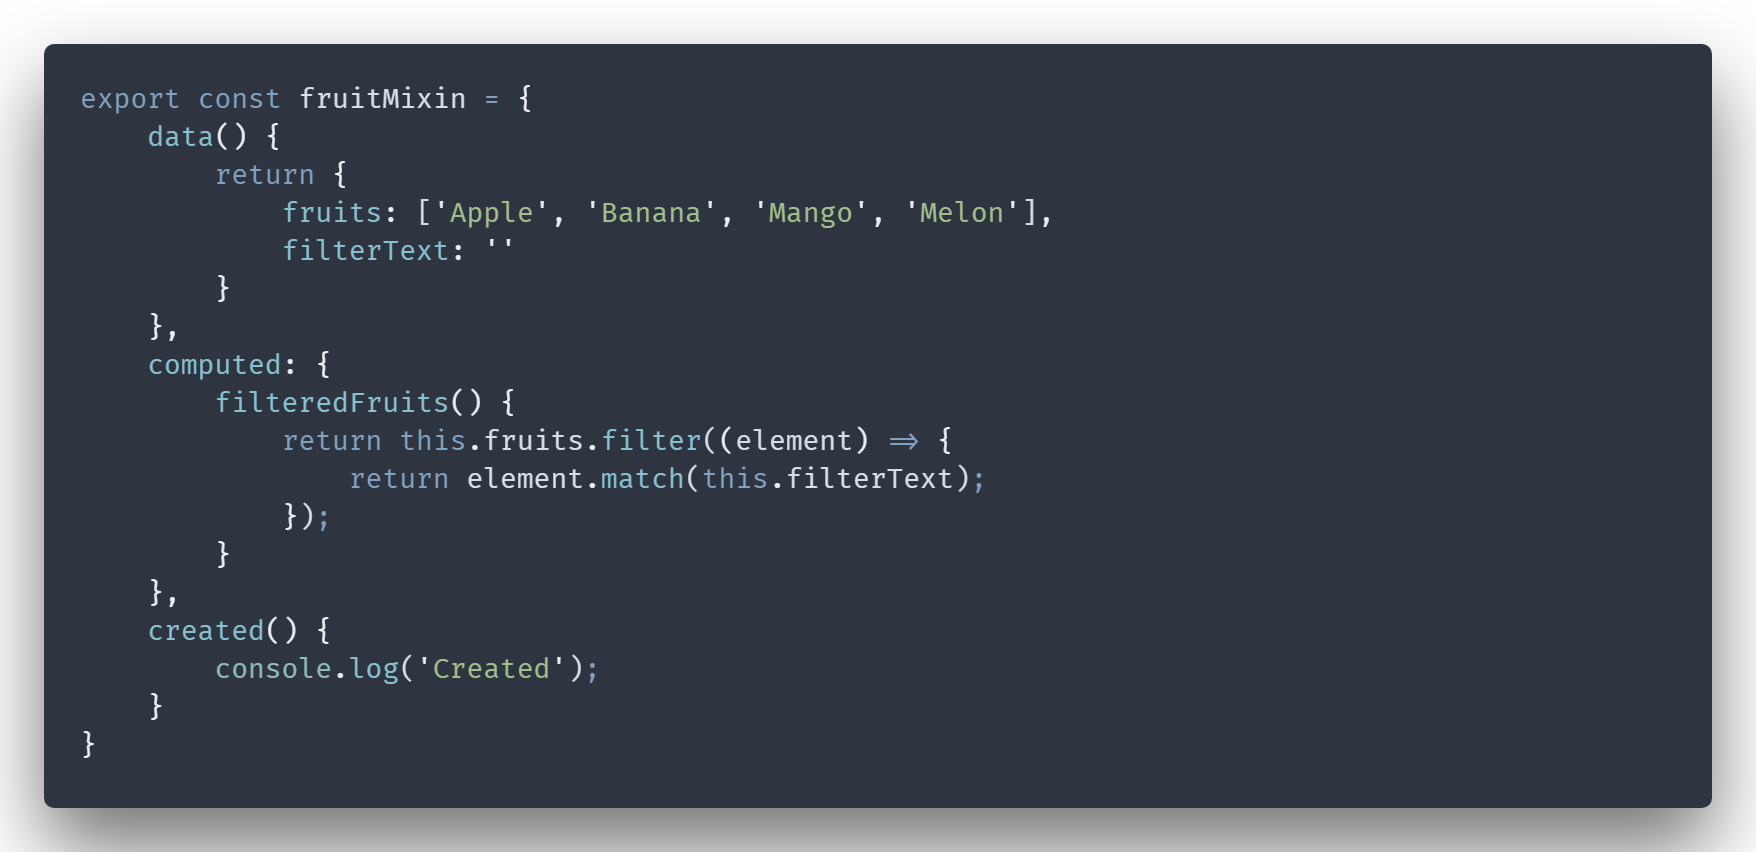 export const fruitMixin = {
    data() {
        return {
            fruits: ['Apple', 'Banana', 'Mango', 'Melon'],
            filterText: ''
        }
    },
    computed: {
        filteredFruits() {
            return this.fruits.filter((element) => {
                return element.match(this.filterText);
            });
        }
    },
    created() {
        console.log('Created');
    }
}